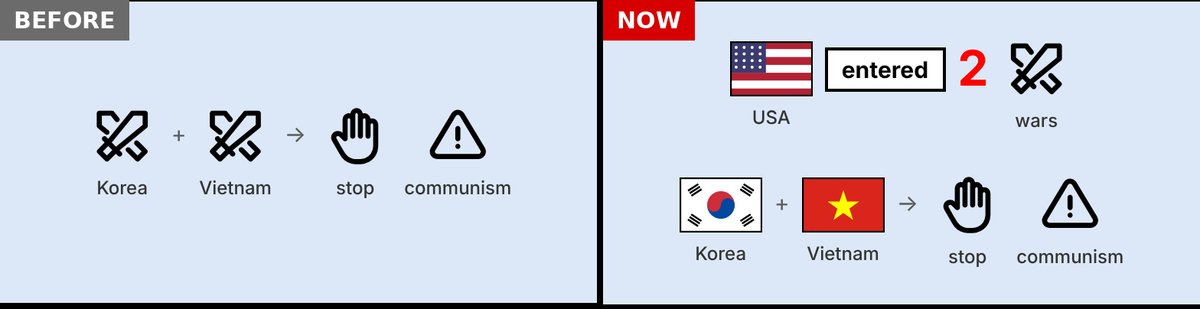 BEFORE
Korea + Vietnam → stop communism
NOW
USA entered 2 wars
Korea + Vietnam → stop communism